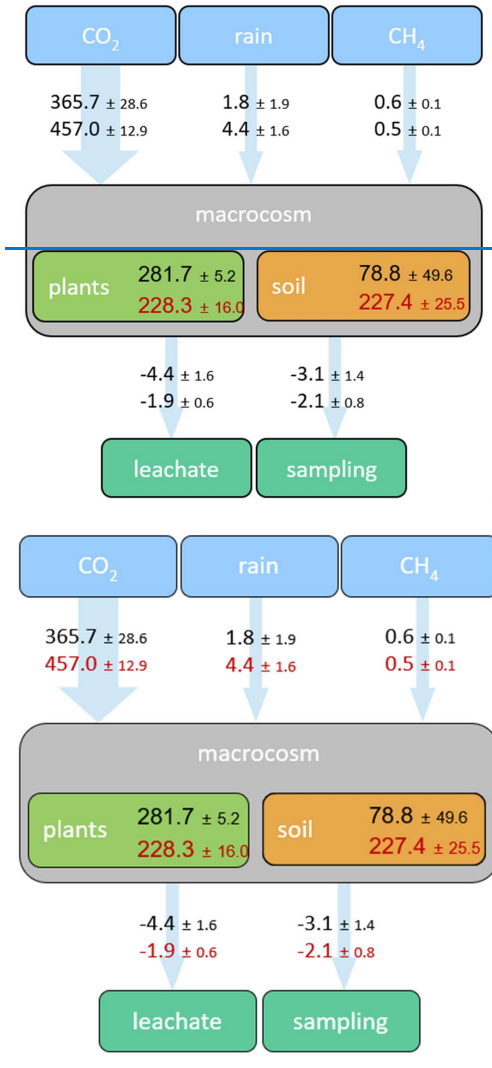 CO2 rain CH4
365.7 ± 28.6 1.8 ± 1.9 0.6 ± 0.1
457.0 ± 12.9 4.4 ± 1.6 0.5 ± 0.1
macrocosm
plants 281.7 ± 5.2 soil 78.8 ± 49.6
228.3 ± 16.0 227.4 ± 25.5
-4.4 ± 1.6 -3.1 ± 1.4
-1.9 ± 0.6 -2.1 ± 0.8
leachate sampling
CO2 rain CH4
365.7 ± 28.6 1.8 ± 1.9 0.6 ± 0.1
457.0 ± 12.9 4.4 ± 1.6 0.5 ± 0.1
macrocosm
plants 281.7 ± 5.2 soil 78.8 ± 49.6
228.3 ± 16.0 227.4 ± 25.5
-4.4 ± 1.6 -3.1 ± 1.4
-1.9 ± 0.6 -2.1 ± 0.8
leachate sampling